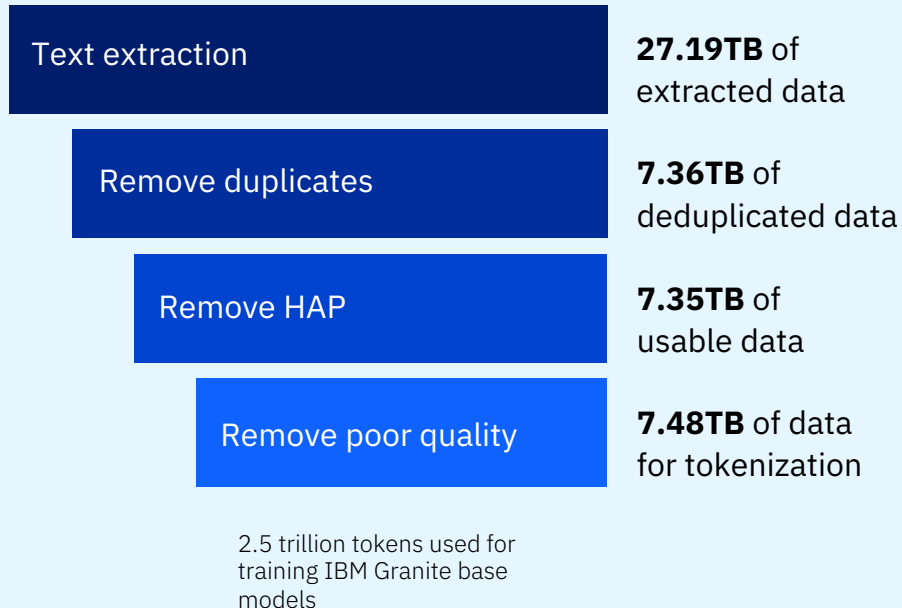 Text extraction
27.19TB of
extracted data
Remove duplicates
7.36TB of
deduplicated data
Remove HAP
7.35TB of
usable data
Remove poor quality
7.48TB of data
for tokenization
2.5 trillion tokens used for
training IBM Granite base
models